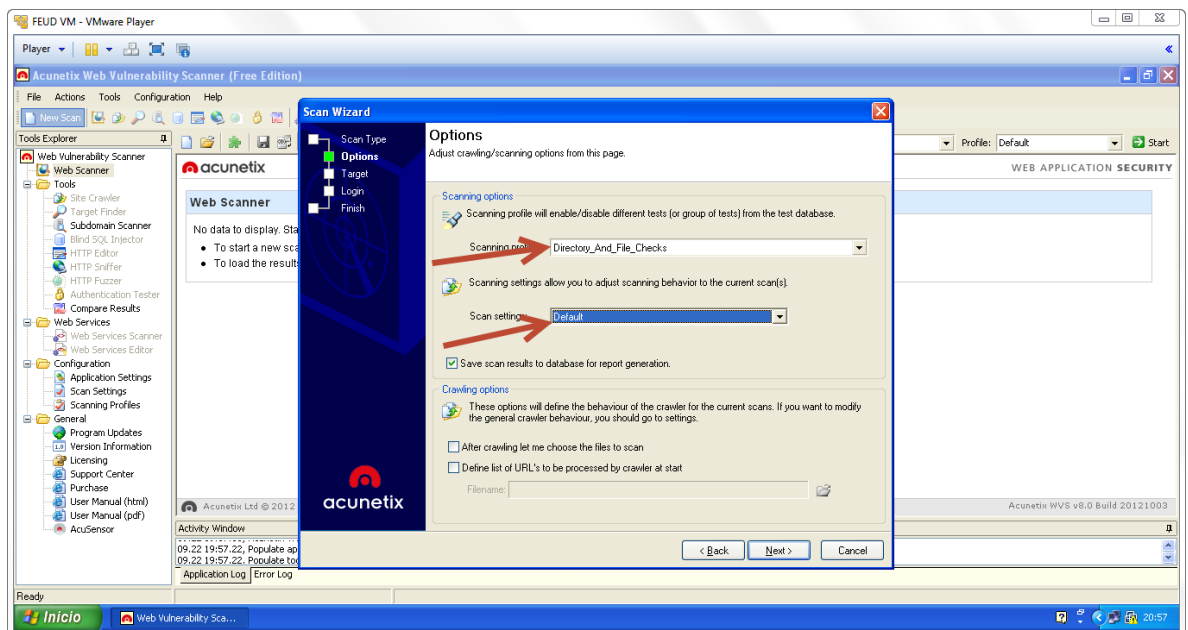 FEUD VM - VMware Player
Player
Acunetix Web Vulnerability Scanner (Free Edition)
File Actions Tools Configuration Help
New Scan
Tools Explorer
Web Vulnerability Scanner
Web Scanner
Tools
Site Crawler
Target Finder
Subdomain Scanner
Blind SQL Injector
HTTP Editor
HTTP Sniffer
HTTP Fuzzer
Authentication Tester
Compare Results
Web Services
Web Services Scanner
Web Services Editor
Configuration
Application Settings
Scan Settings
Scanning Profiles
General
Program Updates
Version Information
Licensing
Support Center
Purchase
User Manual (html)
User Manual (pdf)
AcuSensor
Profile: Default Start
acunetix
WEB APPLICATION SECURITY
Web Scanner
No data to display. Sta
To start a new sca
To load the results
Acunetix Ltd © 2012
Acunetix WVS v8.0 Build 20121003
Scan Wizard
Scan Type
Options
Target
Login
Finish
acunetix
Options
Adjust crawling/scanning options from this page.
Scanning options
Scanning profile will enable/disable different tests (or group of tests) from the test database.
Scanning profil Directory_And_File_Checks
Scanning settings allow you to adjust scanning behavior to the current scan(s).
Scan settings Default
Save scan results to database for report generation.
Crawling options
These options will define the behaviour of the crawler for the current scans. If you want to modify
the general crawler behaviour, you should go to settings.
After crawling let me choose the files to scan
Define list of URL's to be processed by crawler at start
Filename:
< Back Next > Cancel
Activity Window
09.22 19:57.22, Populate ap
09.22 19:57.22, Populate too
Application Log Error Log
Ready
Inicio
Web Vulnerability Sca...
20:57